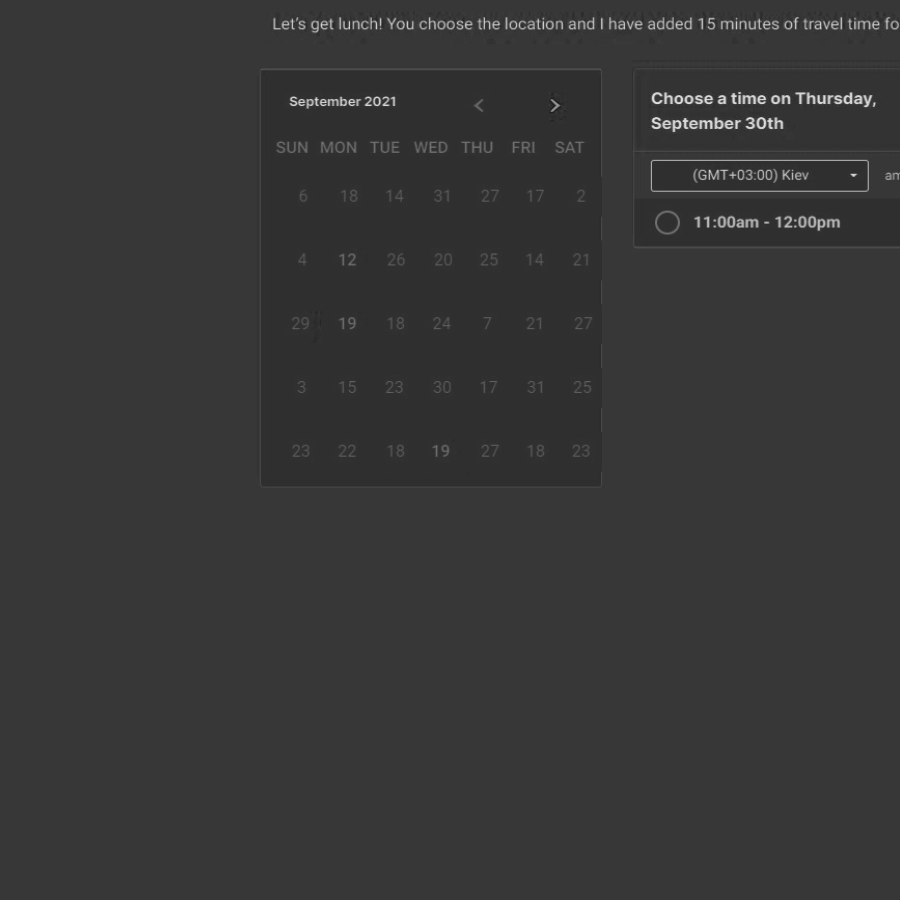 Let's get lunch! You choose the location and I have added 15 minutes of travel time fo
September 2021
SUN MON TUE WED THU FRI SAT
6 18 14 31 27 17 2
4 12 26 20 25 14 21
29 19 18 24 7 21 27
3 15 23 30 17 31 25
23 22 18 19 27 18 23
Choose a time on Thursday,
September 30th
(GMT+03:00) Kiev am
11:00am - 12:00pm